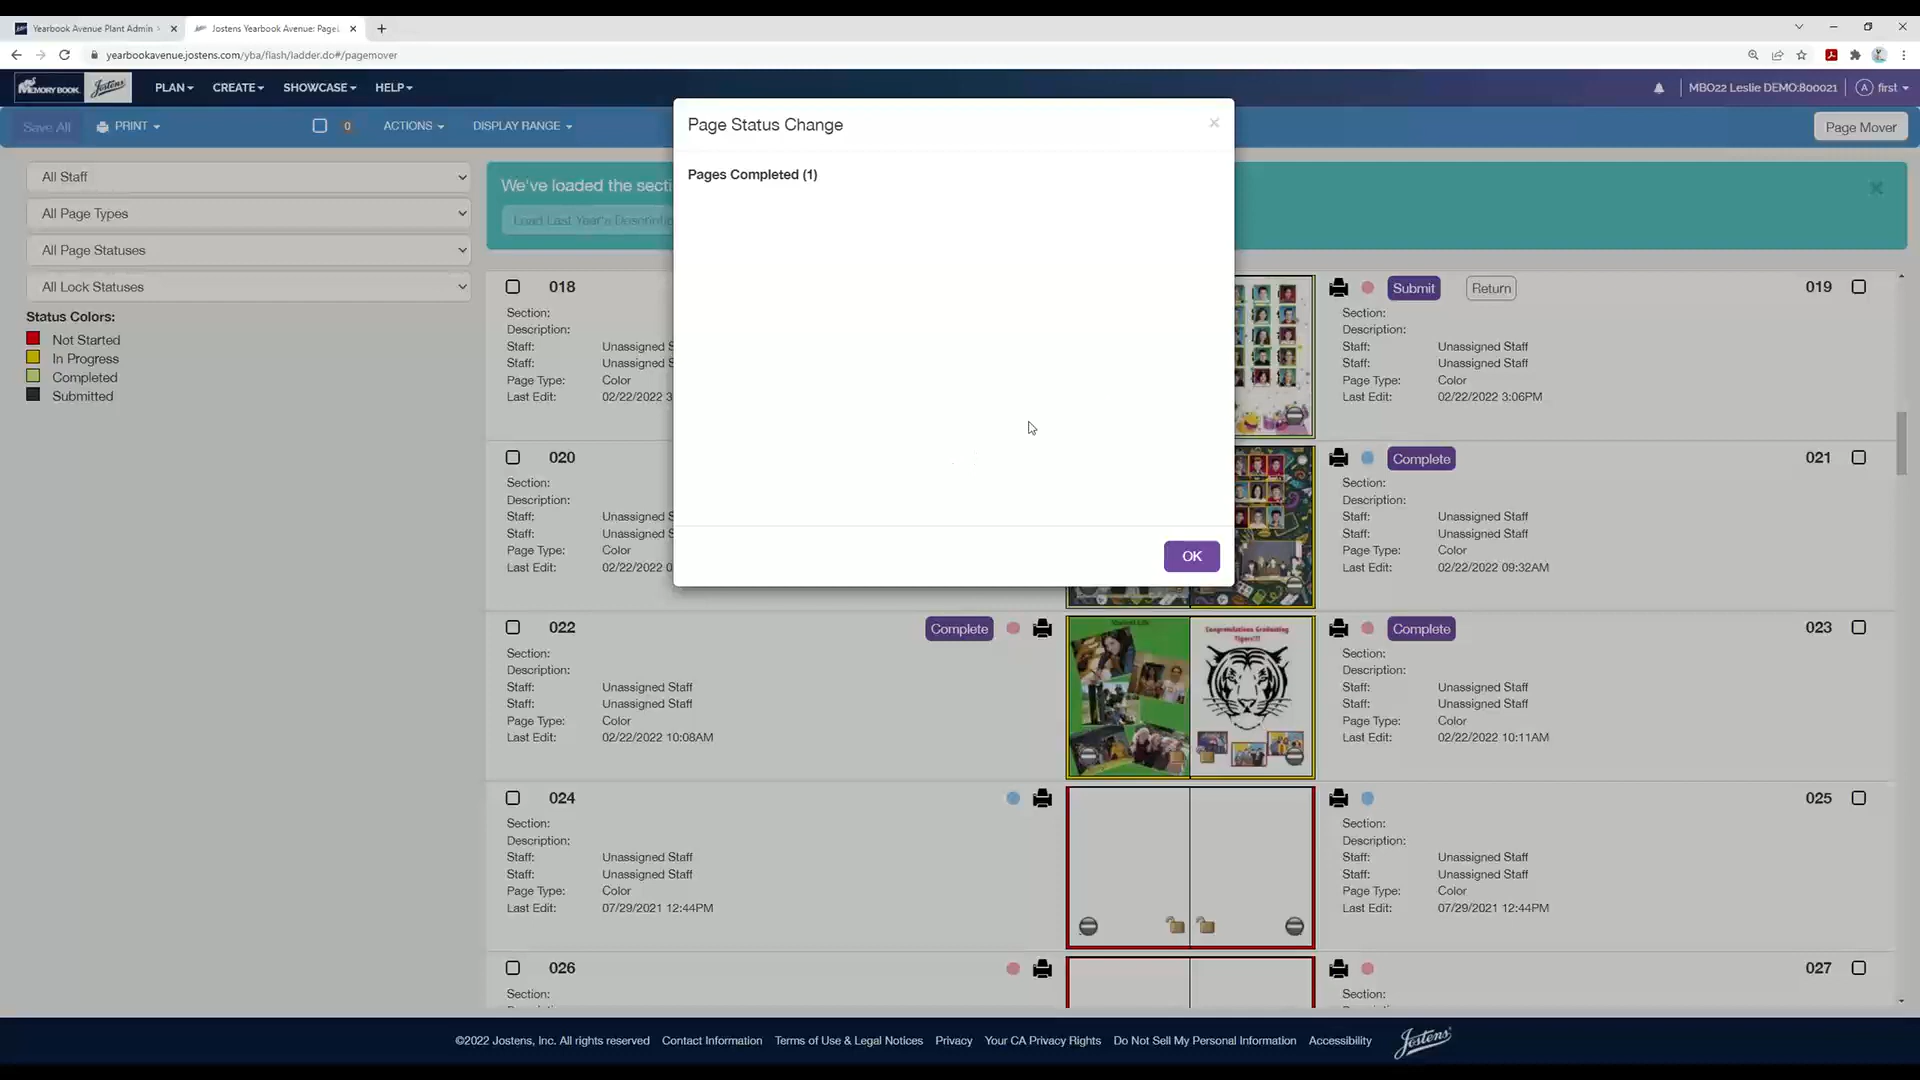 Yearbook Avenue Plant Admin
Jostens Yearbook Avenue: Page
yearbookavenue.jostens.com/yba/flash/ladder.do#/pagemover
MEMORY BOOK. Jostens PLAN CREATE SHOWCASE HELP
MBO22 Leslie DEMO:800021 A first
Save All PRINT 0 ACTIONS DISPLAY RANGE Page Mover
Page Status Change
Pages Completed (1)
OK
All Staff
All Page Types
All Page Statuses
All Lock Statuses
Status Colors:
Not Started
In Progress
Completed
Submitted
We've loaded the secti
Load Last Year's Descriptio
018
Section:
Description:
Staff: Unassigned S
Staff: Unassigned S
Page Type: Color
Last Edit: 02/22/2022 3
Submit Return 019
Section:
Description:
Staff: Unassigned Staff
Staff: Unassigned Staff
Page Type: Color
Last Edit: 02/22/2022 3:06PM
020
Section:
Description:
Staff: Unassigned S
Staff: Unassigned S
Page Type: Color
Last Edit: 02/22/2022 0
Complete 021
Section:
Description:
Staff: Unassigned Staff
Staff: Unassigned Staff
Page Type: Color
Last Edit: 02/22/2022 09:32AM
022 Complete
Section:
Description:
Staff: Unassigned Staff
Staff: Unassigned Staff
Page Type: Color
Last Edit: 02/22/2022 10:08AM
Student Life
Congratulations Graduating
Tigers!!!
Complete 023
Section:
Description:
Staff: Unassigned Staff
Staff: Unassigned Staff
Page Type: Color
Last Edit: 02/22/2022 10:11AM
024
Section:
Description:
Staff: Unassigned Staff
Staff: Unassigned Staff
Page Type: Color
Last Edit: 07/29/2021 12:44PM
025
Section:
Description:
Staff: Unassigned Staff
Staff: Unassigned Staff
Page Type: Color
Last Edit: 07/29/2021 12:44PM
026
Section:
027
Section:
©2022 Jostens, Inc. All rights reserved Contact Information Terms of Use & Legal Notices Privacy Your CA Privacy Rights Do Not Sell My Personal Information Accessibility Jostens